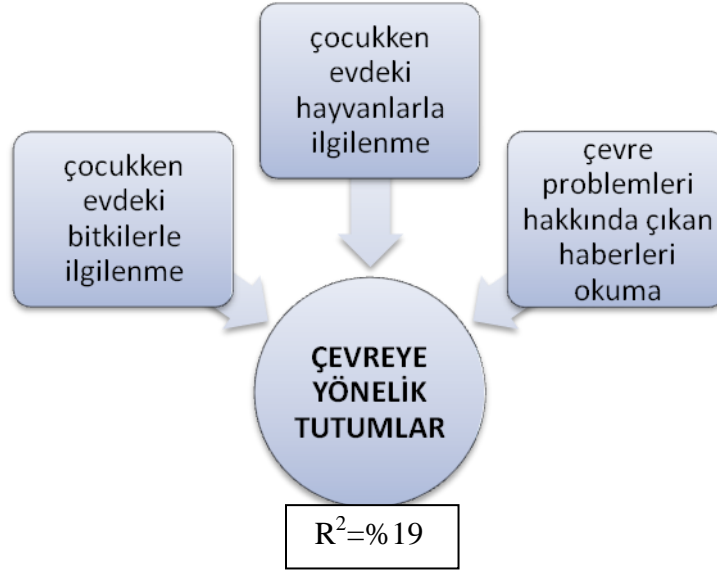 çocukken
evdeki
bitkilerle
ilgilenme
çocukken
evdeki
hayvanlarla
ilgilenme
çevre
problemleri
hakkında çıkan
haberleri
okuma
ÇEVREYE
YÖNELİK
TUTUMLAR
R²=%19